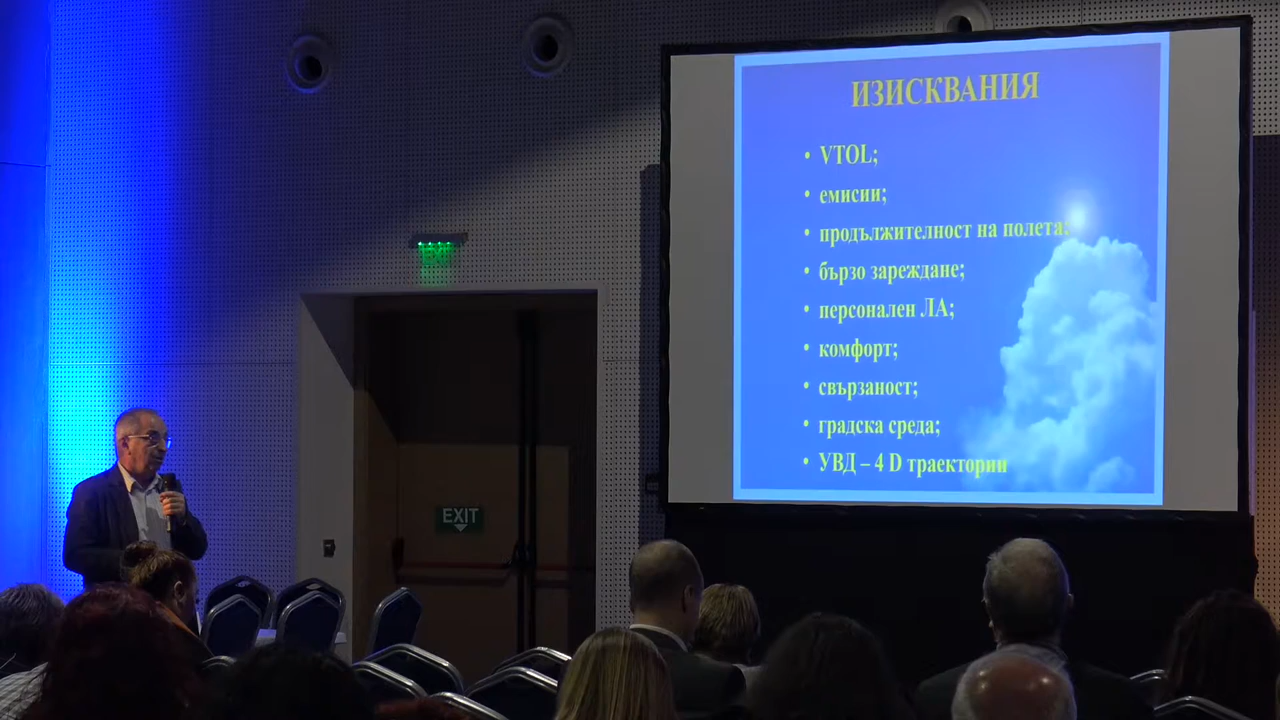 ИЗИСКВАНИЯ
• VTOL;
• емисии;
• продължителност на полета;
• бързо зареждане;
• персонален ЛА;
• комфорт;
• свързаност;
• градска среда;
• УВД – 4 D траектории
EXIT
EXIT